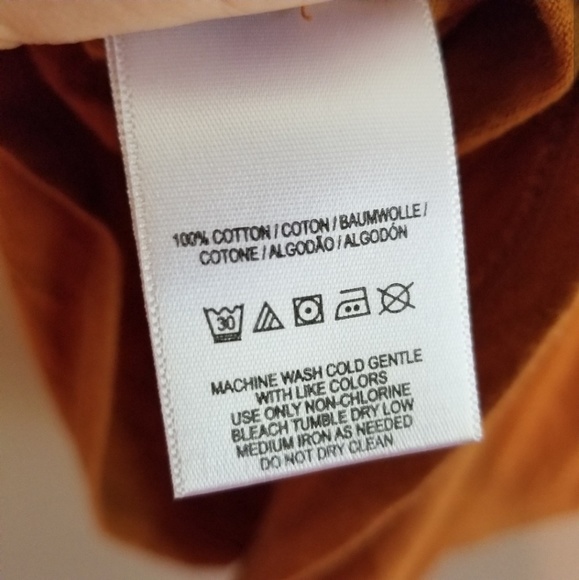 100% COTTON / COTON / BAUMWOLLE /
COTONE / ALGODÃO / ALGODÓN
30
MACHINE WASH COLD GENTLE
WITH LIKE COLORS
USE ONLY NON-CHLORINE
BLEACH TUMBLE DRY LOW
MEDIUM IRON AS NEEDED
DO NOT DRY CLEAN